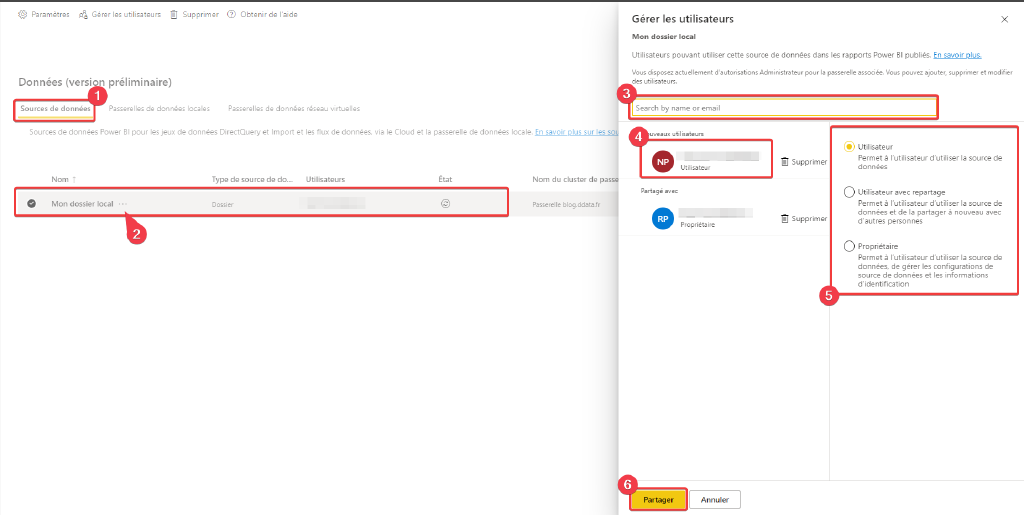 Paramètres Gérer les utilisateurs Supprimer Obtenir de l'aide
Données (version préliminaire)
1
Sources de données Passerelles de données locales Passerelles de données réseau virtuelles
Sources de données Power BI pour les jeux de données DirectQuery et Import et les flux de données, via le Cloud et la passerelle de données locale. En savoir plus sur les sou
Nom ↑ Type de source de do... Utilisateurs État Nom du cluster de passe
Mon dossier local ... Dossier Passerelle blog.ddata.fr
2
Gérer les utilisateurs
Mon dossier local
Utilisateurs pouvant utiliser cette source de données dans les rapports Power BI publiés. En savoir plus.
Vous disposez actuellement d'autorisations Administrateur pour la passerelle associée. Vous pouvez ajouter, supprimer et modifier
des utilisateurs.
3
Search by name or email
4
ouveaux utilisateurs
NP
Utilisateur
Supprimer
Partagé avec
RP
Propriétaire
Supprimer
Utilisateur
Permet à l'utilisateur d'utiliser la source de
données
Utilisateur avec repartage
Permet à l'utilisateur d'utiliser la source de
données et de la partager à nouveau avec
d'autres personnes
Propriétaire
Permet à l'utilisateur d'utiliser la source de
données, de gérer les configurations de
source de données et les informations
d'identification
5
6
Partager Annuler